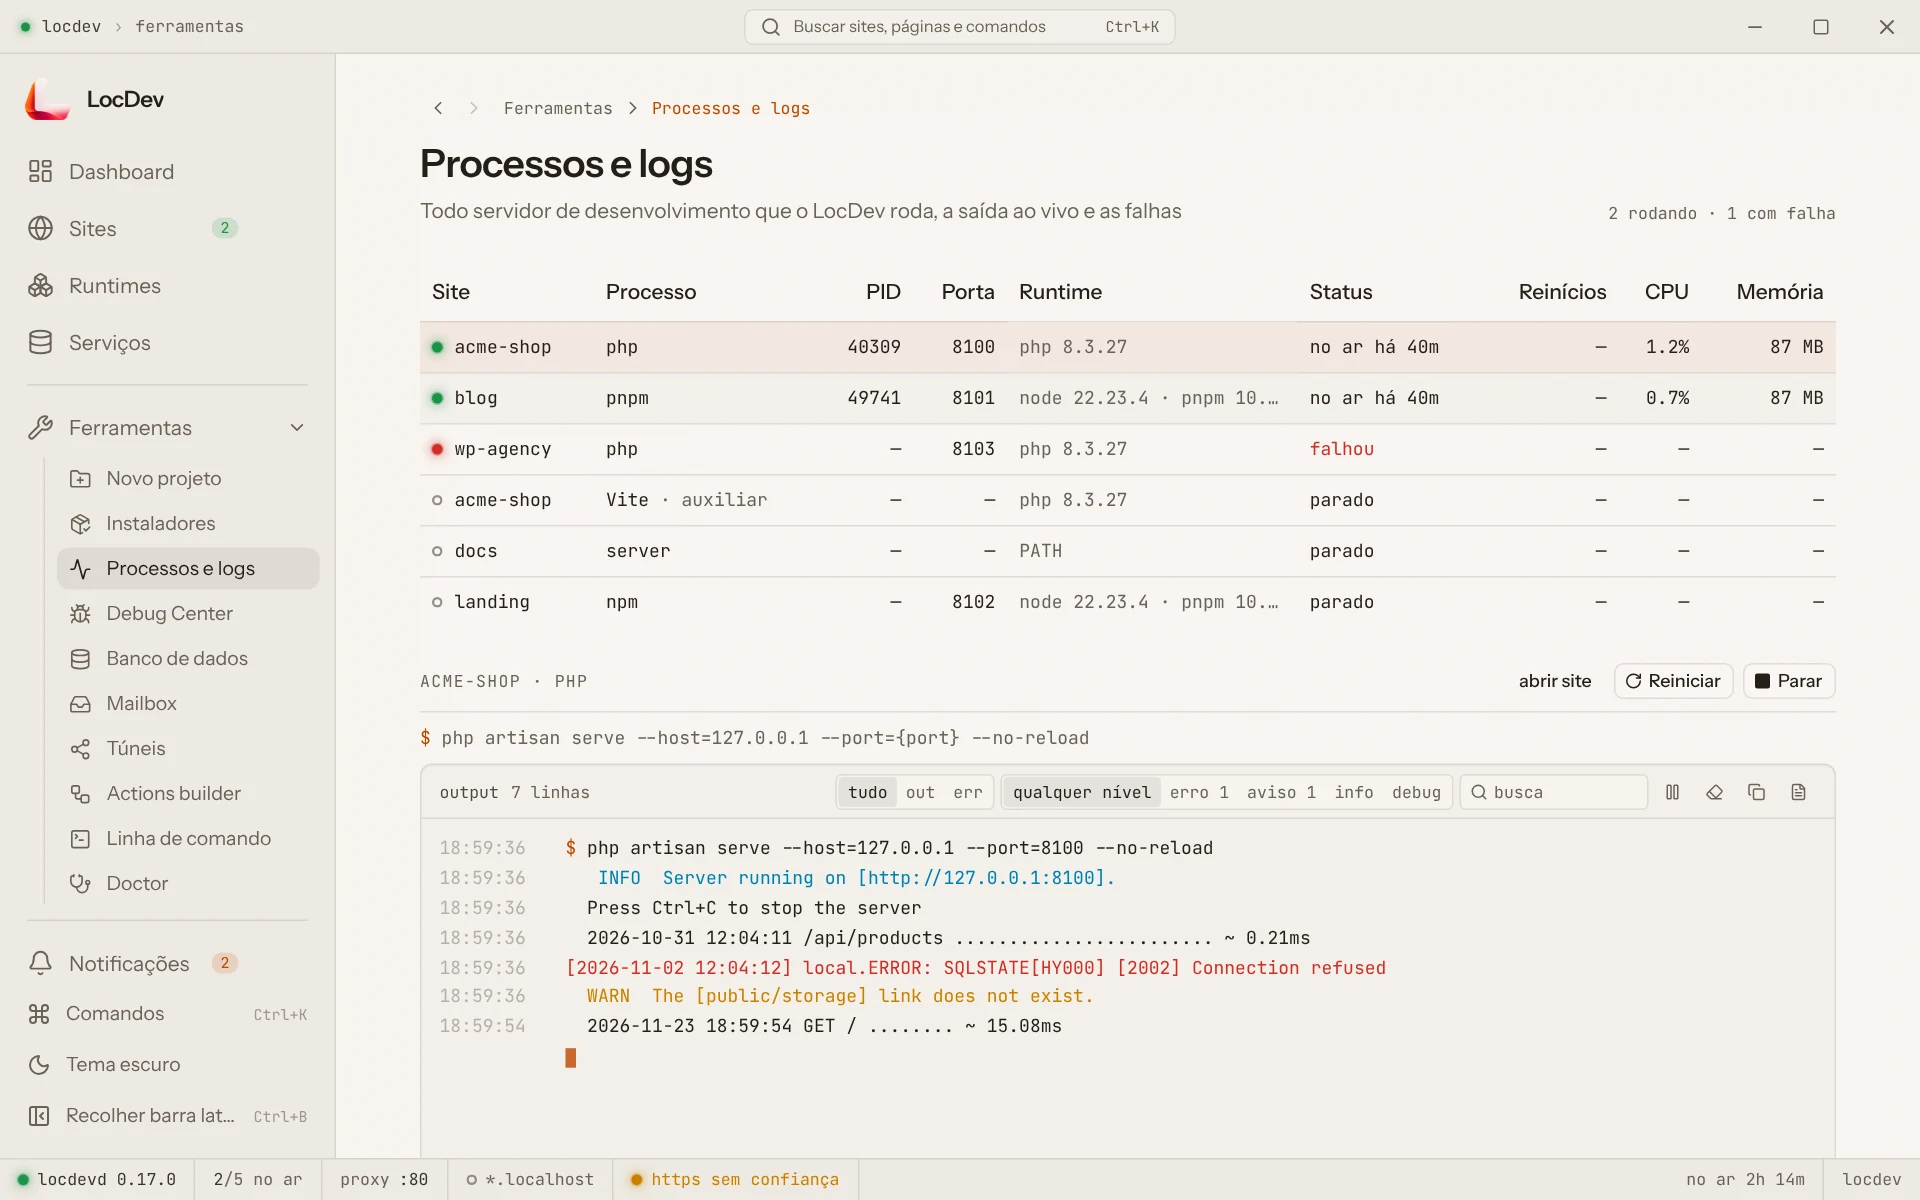 locdev › ferramentas
Buscar sites, páginas e comandos Ctrl+K
LocDev
Dashboard
Sites 2
Runtimes
Serviços
Ferramentas
Novo projeto
Instaladores
Processos e logs
Debug Center
Banco de dados
Mailbox
Túneis
Actions builder
Linha de comando
Doctor
Notificações 2
Comandos Ctrl+K
Tema escuro
Recolher barra lat… Ctrl+B
Ferramentas > Processos e logs
Processos e logs
Todo servidor de desenvolvimento que o LocDev roda, a saída ao vivo e as falhas
2 rodando · 1 com falha
Site Processo PID Porta Runtime Status Reinícios CPU Memória
acme-shop php 40309 8100 php 8.3.27 no ar há 40m — 1.2% 87 MB
blog pnpm 49741 8101 node 22.23.4 · pnpm 10.… no ar há 40m — 0.7% 87 MB
wp-agency php — 8103 php 8.3.27 falhou — — —
acme-shop Vite · auxiliar — — php 8.3.27 parado — — —
docs server — — PATH parado — — —
landing npm — 8102 node 22.23.4 · pnpm 10.… parado — — —
ACME-SHOP · PHP
abrir site Reiniciar Parar
$ php artisan serve --host=127.0.0.1 --port={port} --no-reload
output 7 linhas tudo out err qualquer nível erro 1 aviso 1 info debug busca
18:59:36 $ php artisan serve --host=127.0.0.1 --port=8100 --no-reload
18:59:36 INFO Server running on [http://127.0.0.1:8100].
18:59:36 Press Ctrl+C to stop the server
18:59:36 2026-10-31 12:04:11 /api/products ........................ ~ 0.21ms
18:59:36 [2026-11-02 12:04:12] local.ERROR: SQLSTATE[HY000] [2002] Connection refused
18:59:36 WARN The [public/storage] link does not exist.
18:59:54 2026-11-23 18:59:54 GET / ........ ~ 15.08ms
locdevd 0.17.0 2/5 no ar proxy :80 *.localhost https sem confiança no ar 2h 14m locdev